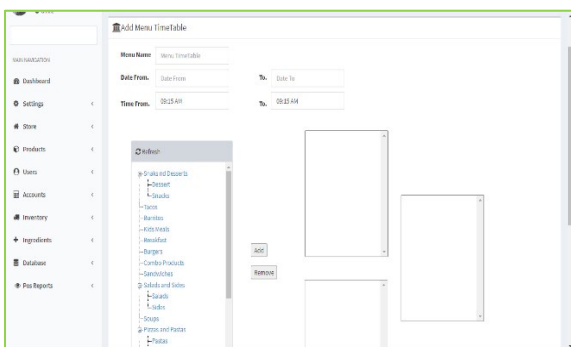 Add Menu TimeTable
Menu Name
Menu TimeTable
Date From.
Date From
To.
Date To
Time From.
09:15 AM
To.
09:15 AM
MAIN NAVIGATION
Dashboard
Settings
Store
Products
Users
Accounts
Inventory
Ingredients
Database
Pos Reports
Refresh
Dessert
Snacks
Tacos
Burritos
Kids Meals
Breakfast
Burgers
Combo Products
Sandwiches
Salads and Sides
Salads
Sides
Soups
Pizzas and Pastas
Pastas
Add
Remove